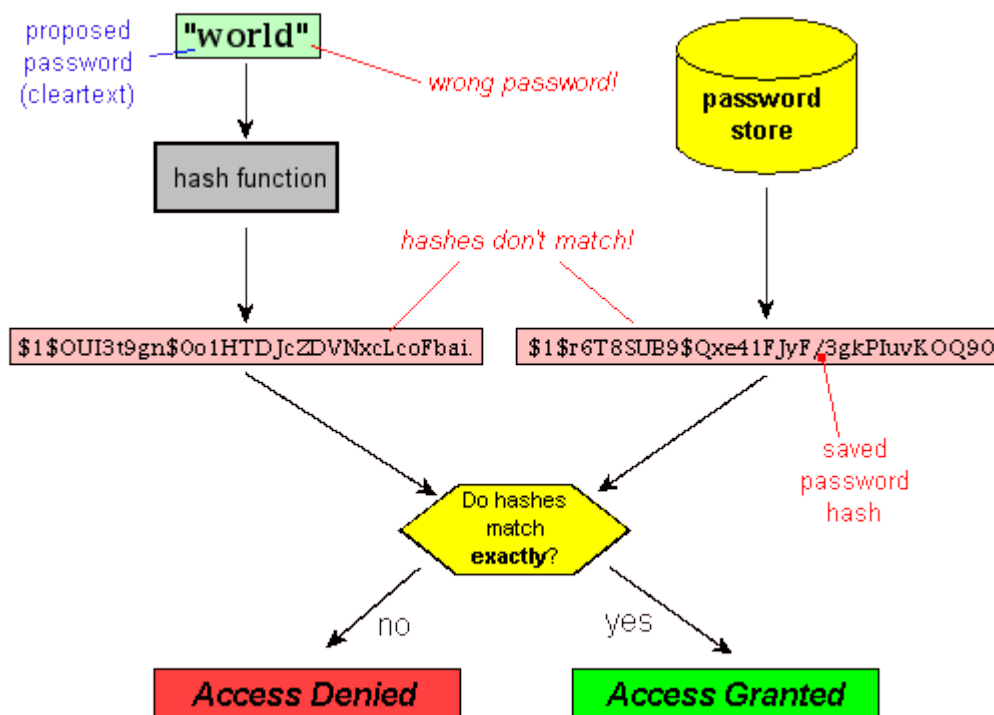 proposed
password
(cleartext)
"world"
wrong password!
password
store
hash function
hashes don't match!
$1$OUI3t9gn$0o1HTDJcZDVNxcLcoFbai.
$1$r6T8SUB9$Qxe41FJyF/3gkPIuvKOQ90
saved
password
hash
Do hashes
match
exactly?
no
yes
Access Denied
Access Granted